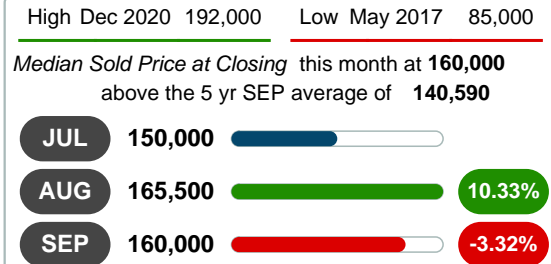 High Dec 2020 192,000 Low May 2017 85,000
Median Sold Price at Closing this month at 160,000
above the 5 yr SEP average of 140,590
JUL 150,000
AUG 165,500 10.33%
SEP 160,000 -3.32%